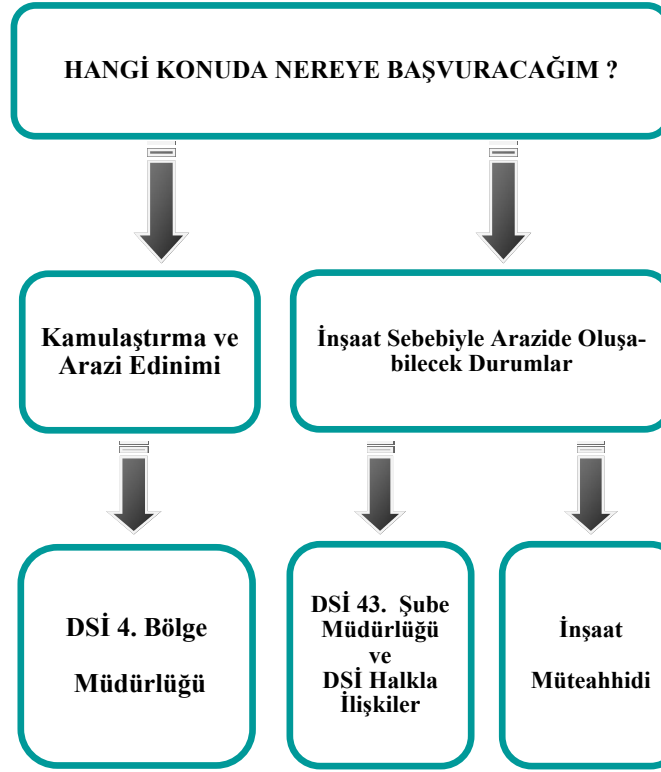 HANGİ KONUDA NEREYE BAŞVURACAĞIM ?
Kamulaştırma ve
Arazi Edinimi
İnşaat Sebebiyle Arazide Oluşa-
bilecek Durumlar
DSİ 4. Bölge
Müdürlüğü
DSİ 43. Şube
Müdürlüğü
ve
DSİ Halkla
İlişkiler
İnşaat
Müteahhidi